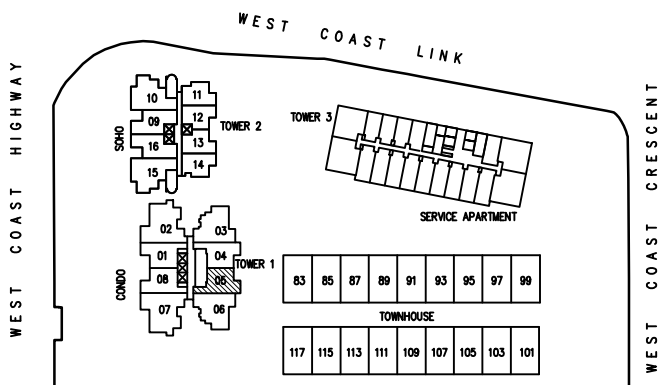 WEST COAST LINK
WEST COAST HIGHWAY
WEST COAST CRESCENT
SOHO
TOWER 2
10
11
09
12
16
13
15
14
TOWER 3
SERVICE APARTMENT
CONDO
TOWER 1
02
03
01
04
08
05
07
06
83 85 87 89 91 93 95 97 99
TOWNHOUSE
117 115 113 111 109 107 105 103 101